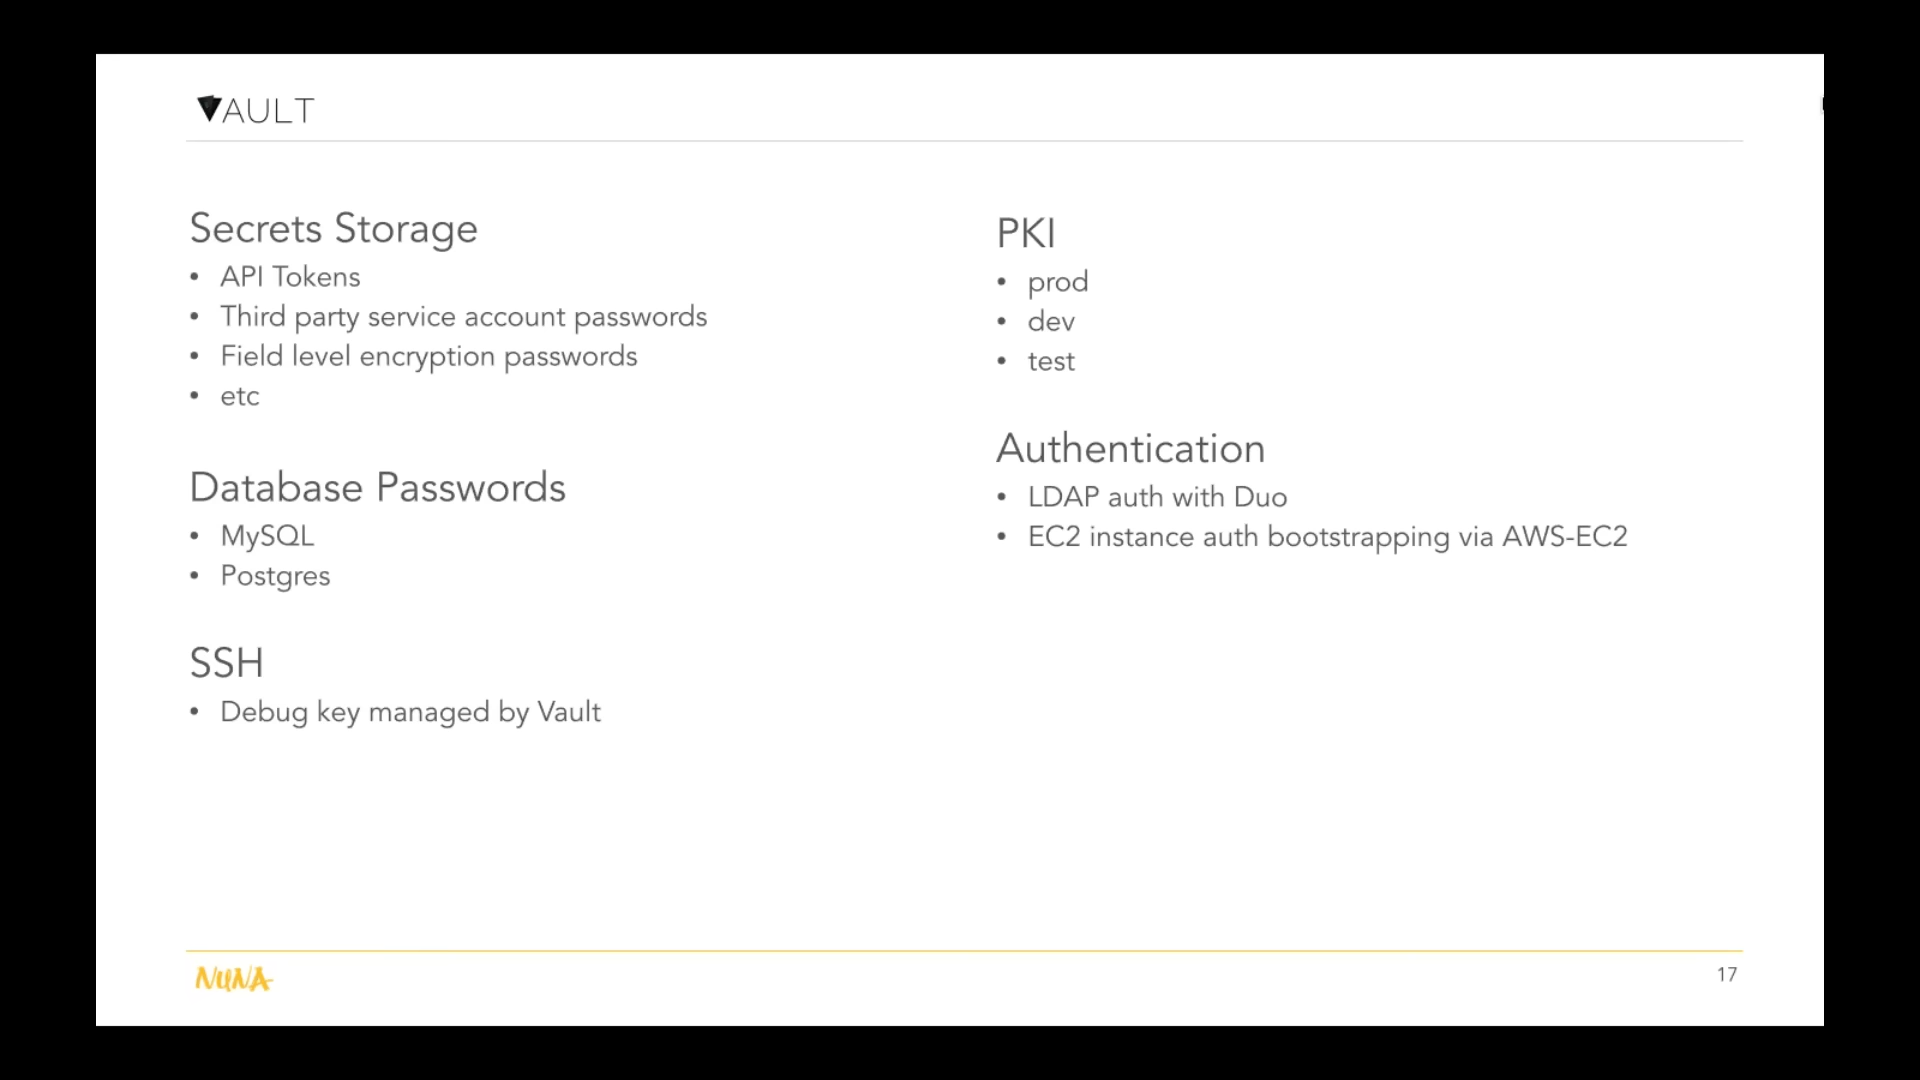 VAULT
Secrets Storage
• API Tokens
• Third party service account passwords
• Field level encryption passwords
• etc
Database Passwords
• MySQL
• Postgres
SSH
• Debug key managed by Vault
PKI
• prod
• dev
• test
Authentication
• LDAP auth with Duo
• EC2 instance auth bootstrapping via AWS-EC2
NUNA
17